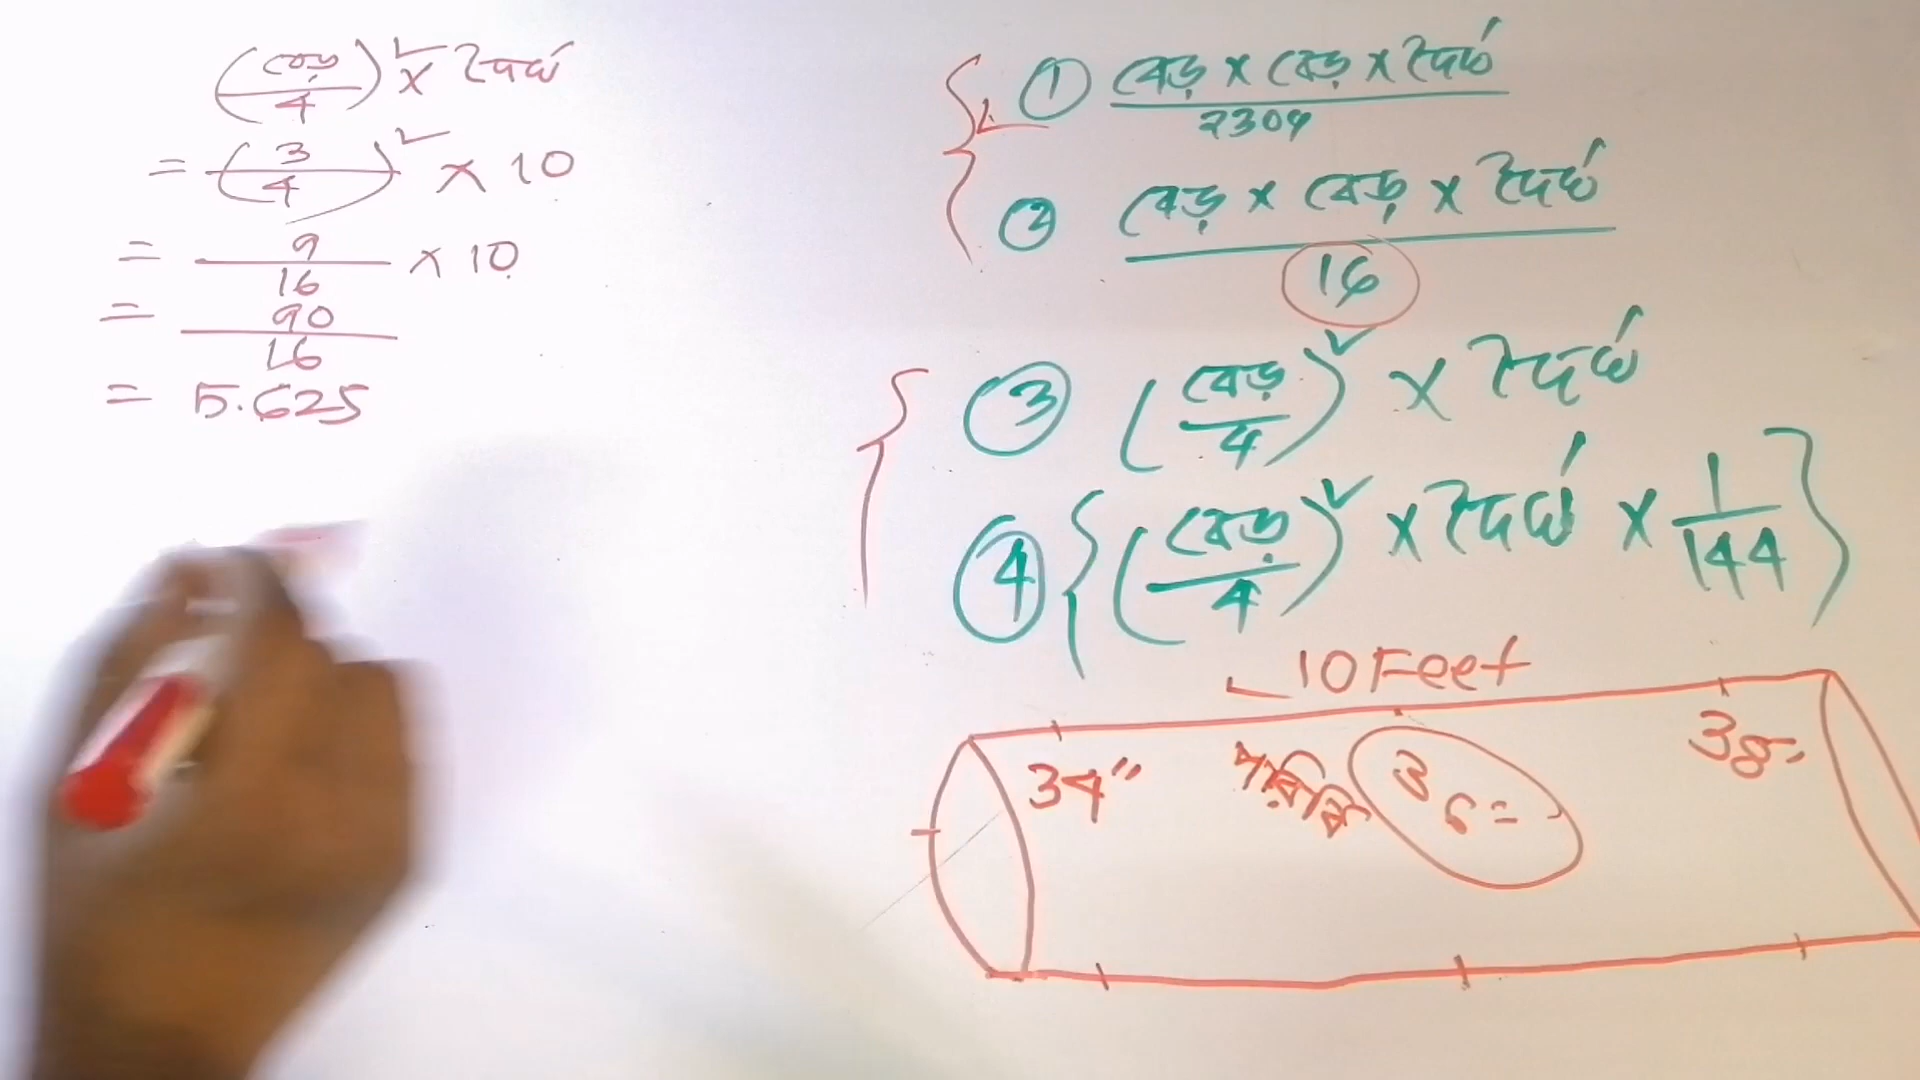 (বেড়/4)² × দৈর্ঘ্য
= (3/4)² × 10
= 9/16 × 10
= 90/16
= 5.625
① বেড় × বেড় × দৈর্ঘ্য / 2304
② বেড় × বেড় × দৈর্ঘ্য / 16
③ (বেড়/4)² × দৈর্ঘ্য
④ {(বেড়/4)² × দৈর্ঘ্য × 1/144}
10 Feet
34" পরিধি 36" 38"